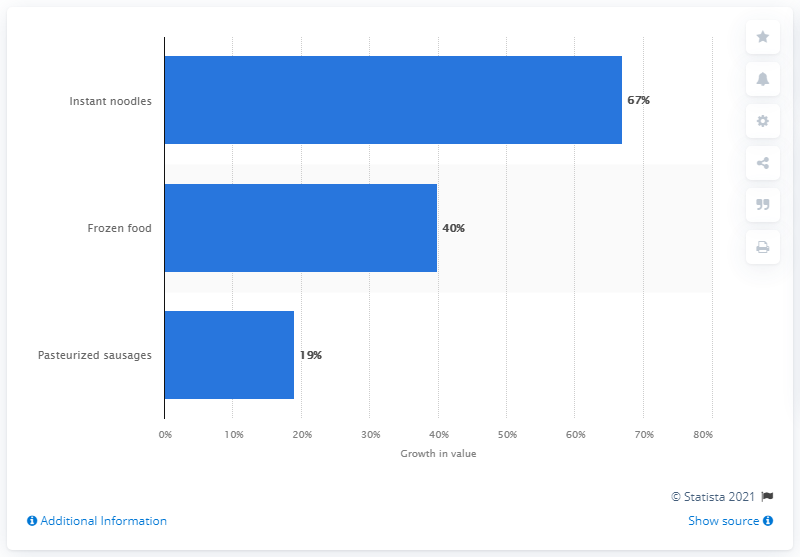 Instant noodles
67%
Frozen food
40%
Pasteurized sausages
19%
0%
10%
20%
30%
40%
50%
60%
70%
80%
Growth in value
© Statista 2021
Additional Information
Show source